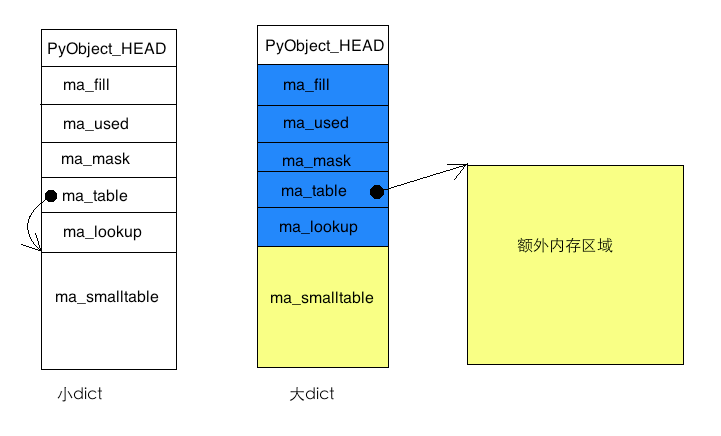 PyObject_HEAD
ma_fill
ma_used
ma_mask
ma_table
ma_lookup
ma_smalltable
小dict
PyObject_HEAD
ma_fill
ma_used
ma_mask
ma_table
ma_lookup
ma_smalltable
大dict
额外内存区域